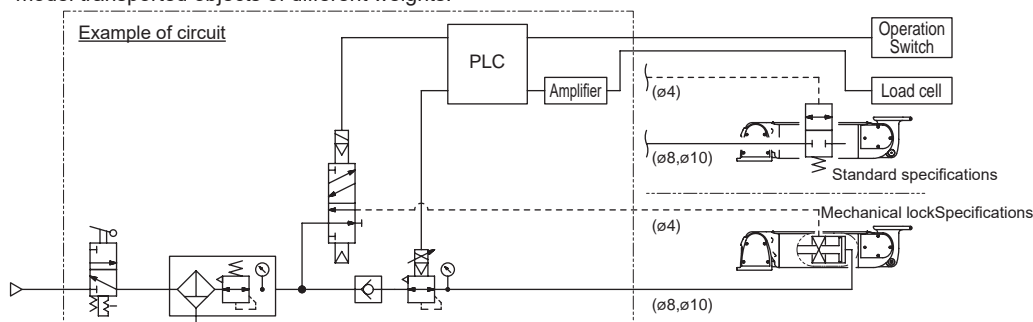 model transported objects of different weights.
Example of circuit
PLC
Operation
Switch
Amplifier
Load cell
(ø4)
(ø8,ø10)
Standard specifications
Mechanical lockSpecifications
(ø4)
(ø8,ø10)